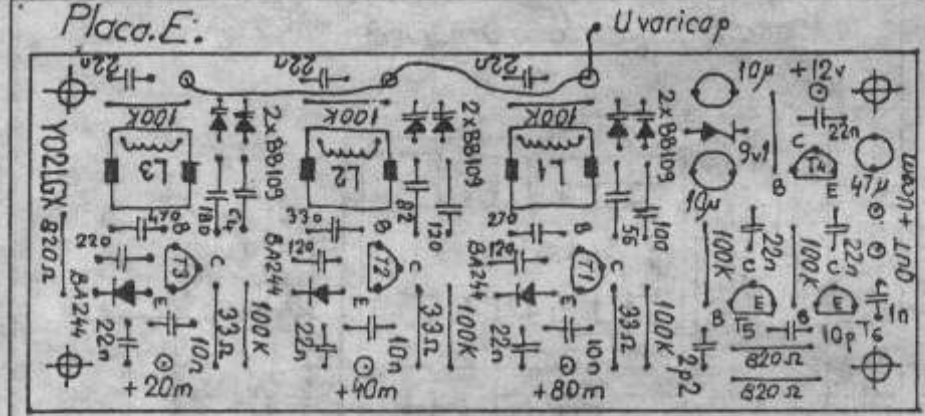 Placa.E:
Uvaricap
22n
22n
22n
10µ
+12v
100K
100K
100K
2xBB109
2xBB109
2xBB109
22n
9v1
YO2LGX
L3
L2
L1
C
T4
B
E
47µ
10µ
470
B
180
330
B
82
120
270
B
56
100
820Ω
220
T3
C
BA244
120
T2
C
BA244
120
T1
C
100K
22n
C
100K
22n
C
BA244
E
E
E
E
E
1n
22n
10n
33Ω
100K
22n
10n
33Ω
100K
22n
10n
33Ω
100K
B
T5
B
10p
T6
2p2
820Ω
820Ω
+20m
+40m
+80m